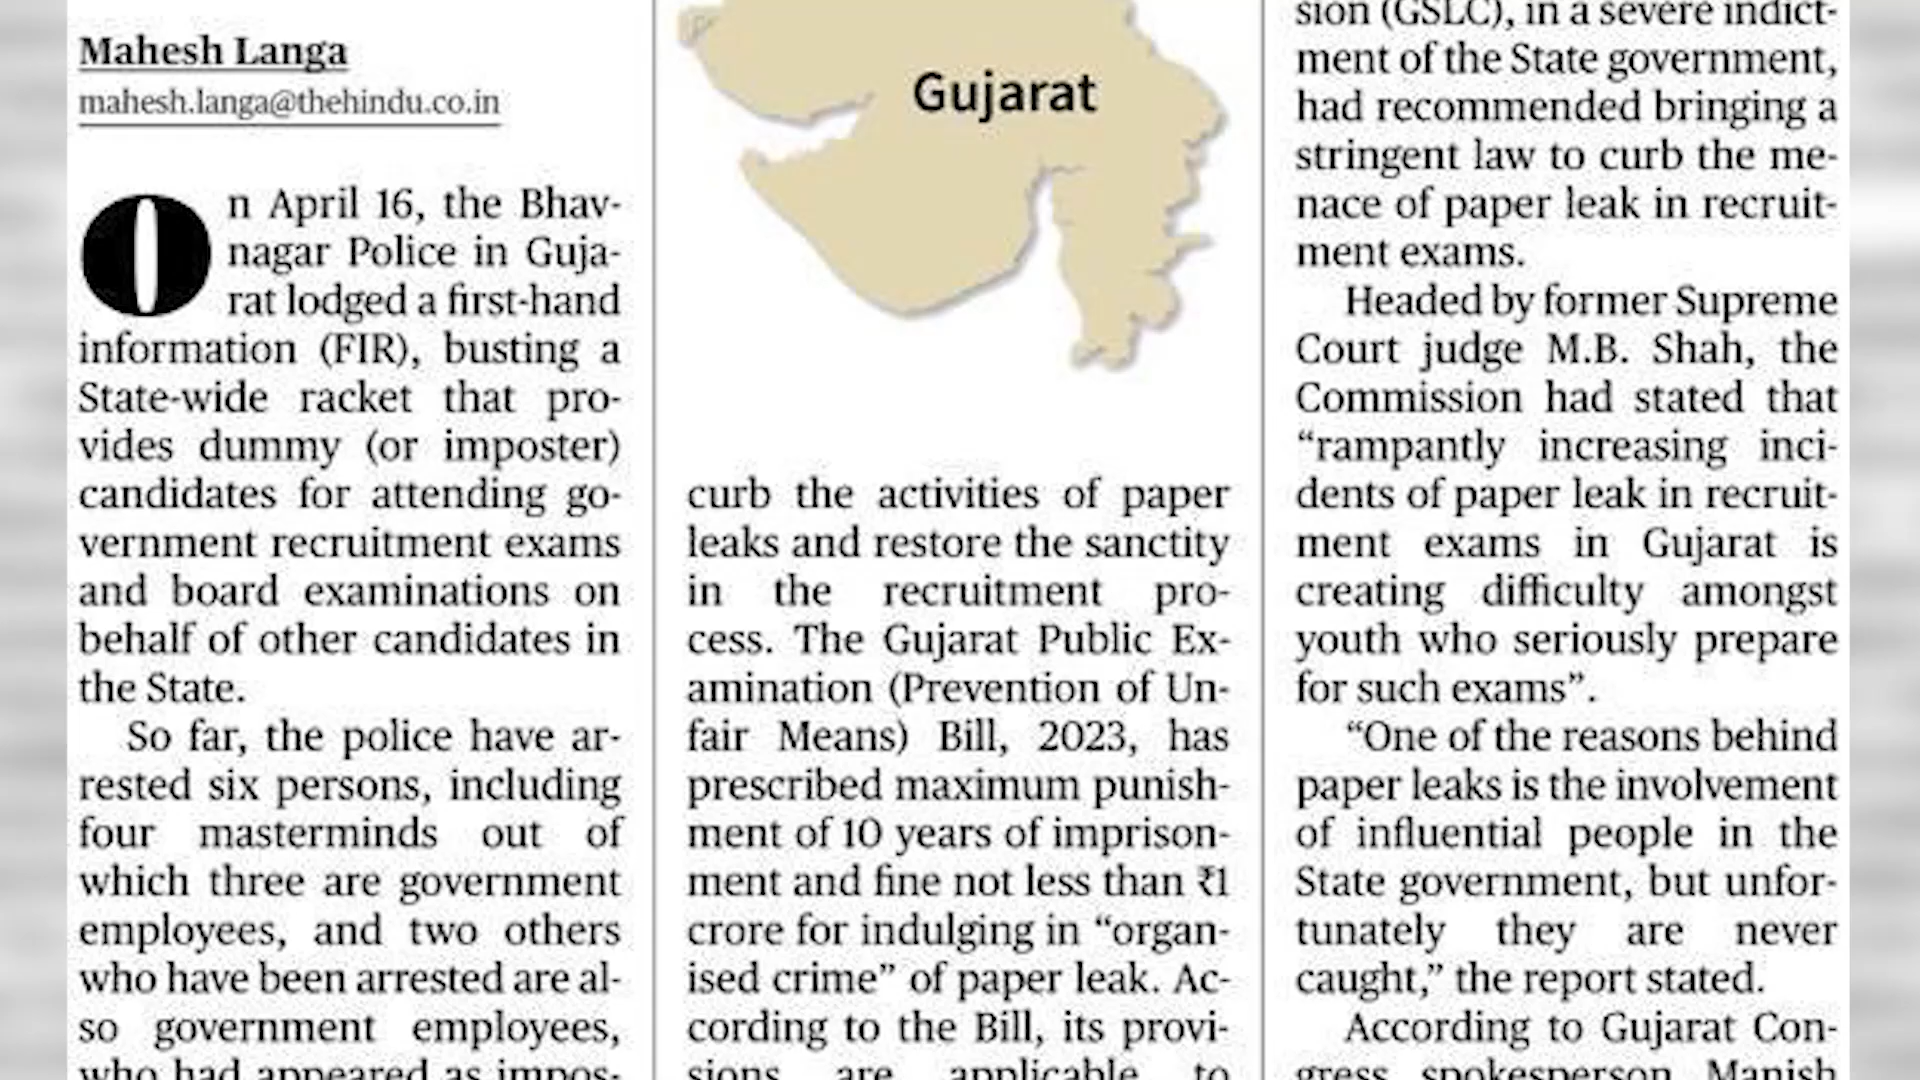 Mahesh Langa
mahesh.langa@thehindu.co.in
On April 16, the Bhav-
nagar Police in Guja-
rat lodged a first-hand
information (FIR), busting a
State-wide racket that pro-
vides dummy (or imposter)
candidates for attending go-
vernment recruitment exams
and board examinations on
behalf of other candidates in
the State.
So far, the police have ar-
rested six persons, including
four masterminds out of
which three are government
employees, and two others
who have been arrested are al-
so government employees,
who had appeared as impos-
Gujarat
curb the activities of paper
leaks and restore the sanctity
in the recruitment pro-
cess. The Gujarat Public Ex-
amination (Prevention of Un-
fair Means) Bill, 2023, has
prescribed maximum punish-
ment of 10 years of imprison-
ment and fine not less than ₹1
crore for indulging in “organ-
ised crime” of paper leak. Ac-
cording to the Bill, its provi-
sions are applicable to
sion (GSLC), in a severe indict-
ment of the State government,
had recommended bringing a
stringent law to curb the me-
nace of paper leak in recruit-
ment exams.
Headed by former Supreme
Court judge M.B. Shah, the
Commission had stated that
“rampantly increasing inci-
dents of paper leak in recruit-
ment exams in Gujarat is
creating difficulty amongst
youth who seriously prepare
for such exams”.
“One of the reasons behind
paper leaks is the involvement
of influential people in the
State government, but unfor-
tunately they are never
caught,” the report stated.
According to Gujarat Con-
gress spokesperson Manish